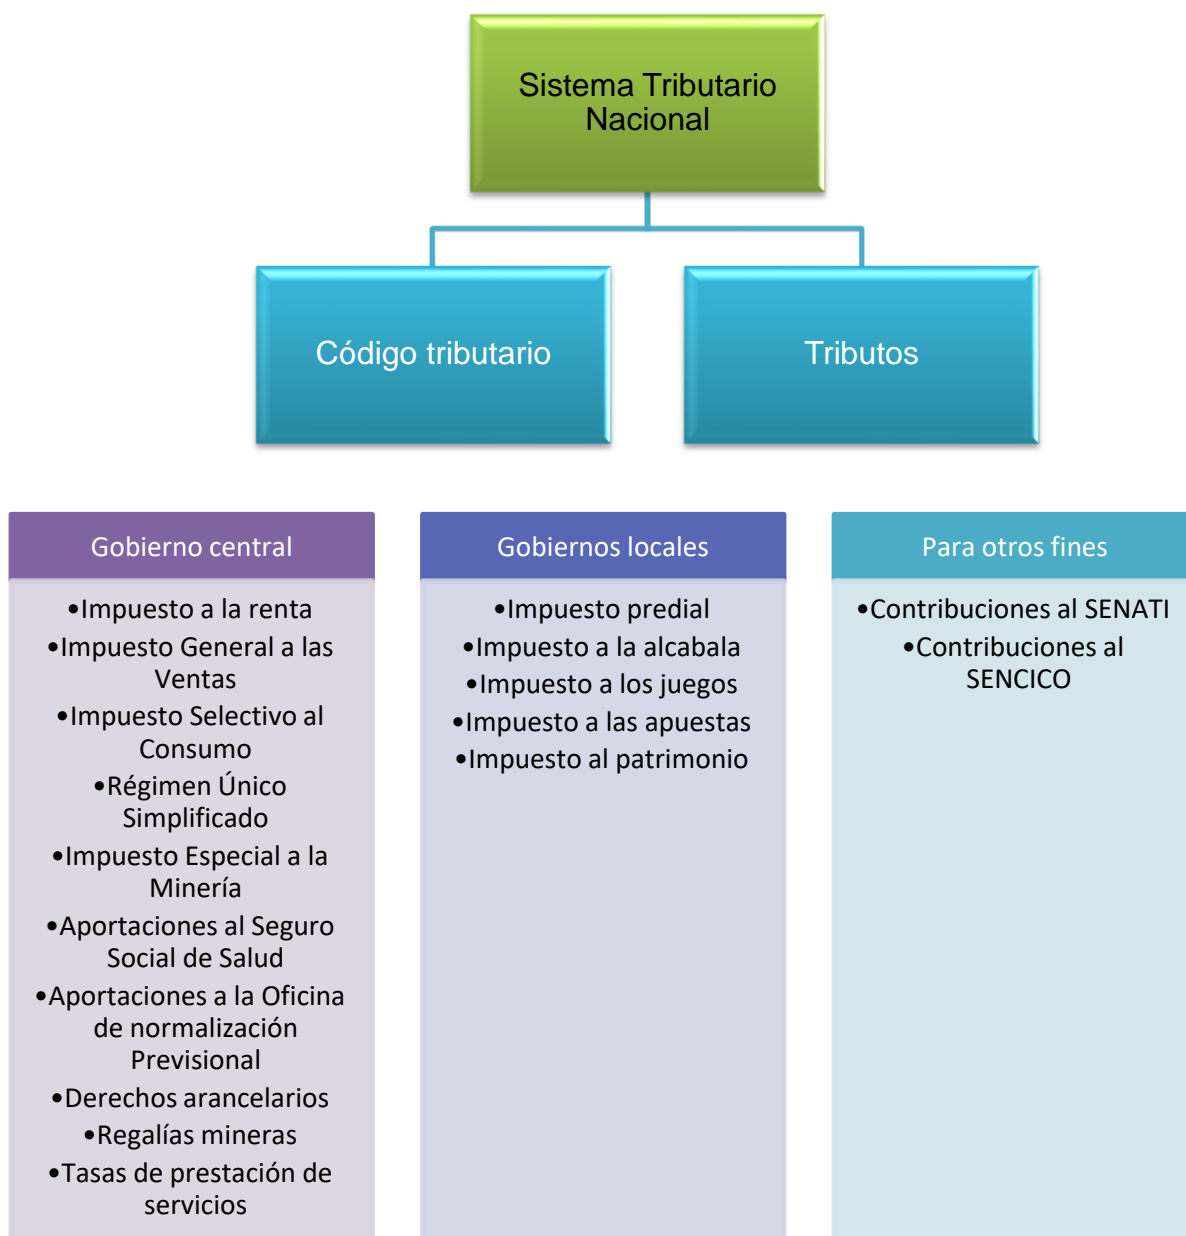 Sistema Tributario
Nacional
Código tributario
Tributos
Gobierno central
•Impuesto a la renta
•Impuesto General a las
Ventas
•Impuesto Selectivo al
Consumo
•Régimen Único
Simplificado
•Impuesto Especial a la
Minería
•Aportaciones al Seguro
Social de Salud
•Aportaciones a la Oficina
de normalización
Previsional
•Derechos arancelarios
•Regalías mineras
•Tasas de prestación de
servicios
Gobiernos locales
•Impuesto predial
•Impuesto a la alcabala
•Impuesto a los juegos
•Impuesto a las apuestas
•Impuesto al patrimonio
Para otros fines
•Contribuciones al SENATI
•Contribuciones al
SENCICO